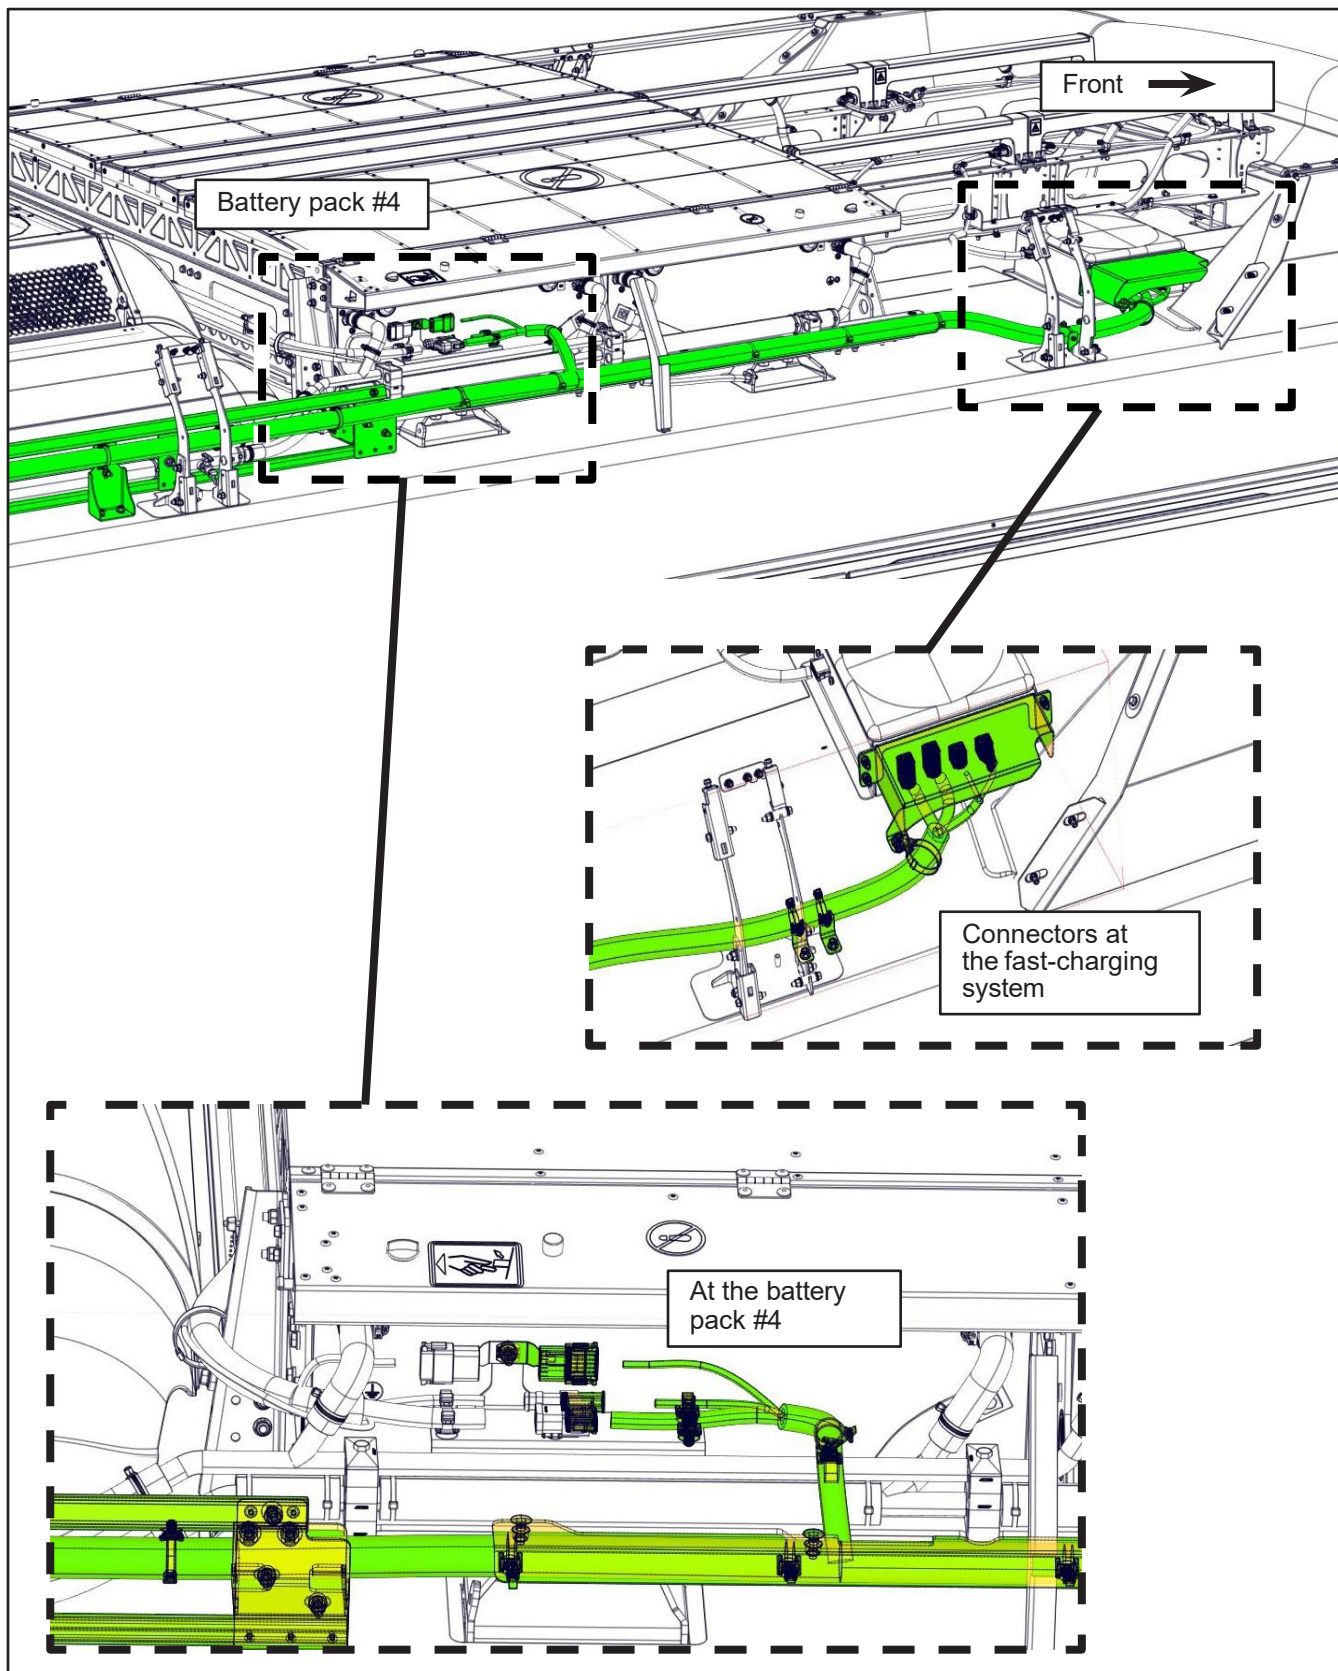 Front
Battery pack #4
Connectors at
the fast-charging
system
At the battery
pack #4